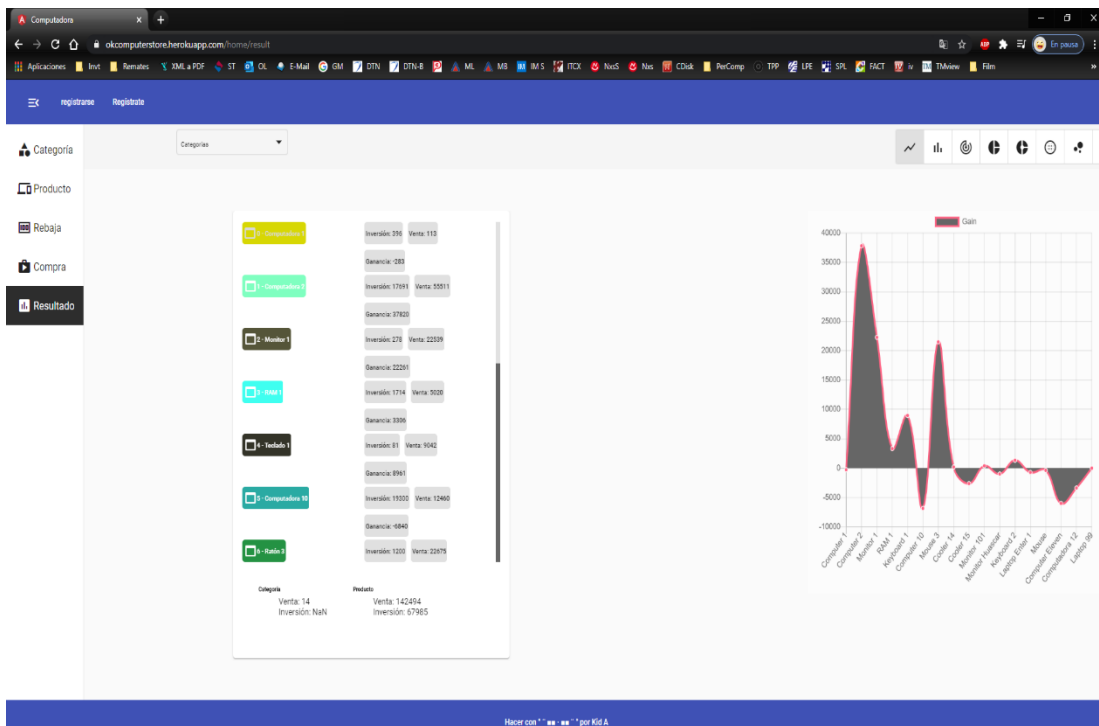 Computadora
okcomputerstore.herokuapp.com/home/result
En pausa
Aplicaciones Invt Remates XML a PDF ST OL E-Mail GM DTN DTN-B ML MB IM S ITCX NxsS Nxs CDisk PerComp TPP LPE SPL FACT iv TMview Film
registrarse Registrate
Categoría
Producto
Rebaja
Compra
Resultado
Categorías
Computadora 1
Inversión: 396 Venta: 113
Ganancia: -283
1 - Computadora 2
Inversión: 17691 Venta: 55511
Ganancia: 37820
2 - Monitor 1
Inversión: 278 Venta: 22539
Ganancia: 22261
3 - RAM 1
Inversión: 1714 Venta: 5020
Ganancia: 3306
4 - Teclado 1
Inversión: 81 Venta: 9042
Ganancia: 8961
5 - Computadora 10
Inversión: 19300 Venta: 12460
Ganancia: -6840
6 - Ratón 3
Inversión: 1200 Venta: 22675
Categoría
Venta: 14
Inversión: NaN
Producto
Venta: 142494
Inversión: 67985
Gain
40000
35000
30000
25000
20000
15000
10000
5000
0
-5000
-10000
Computer 1
Computer 2
Monitor 1
RAM 1
Keyboard 1
Computer 10
Mouse 3
Cooler 14
Cooler 15
Monitor 101
Monitor Huascar
Keyboard 2
Laptop Enter 1
Mouse
Computer Eleven
Computadora 12
Laptop 99
Hacer con por Kid A